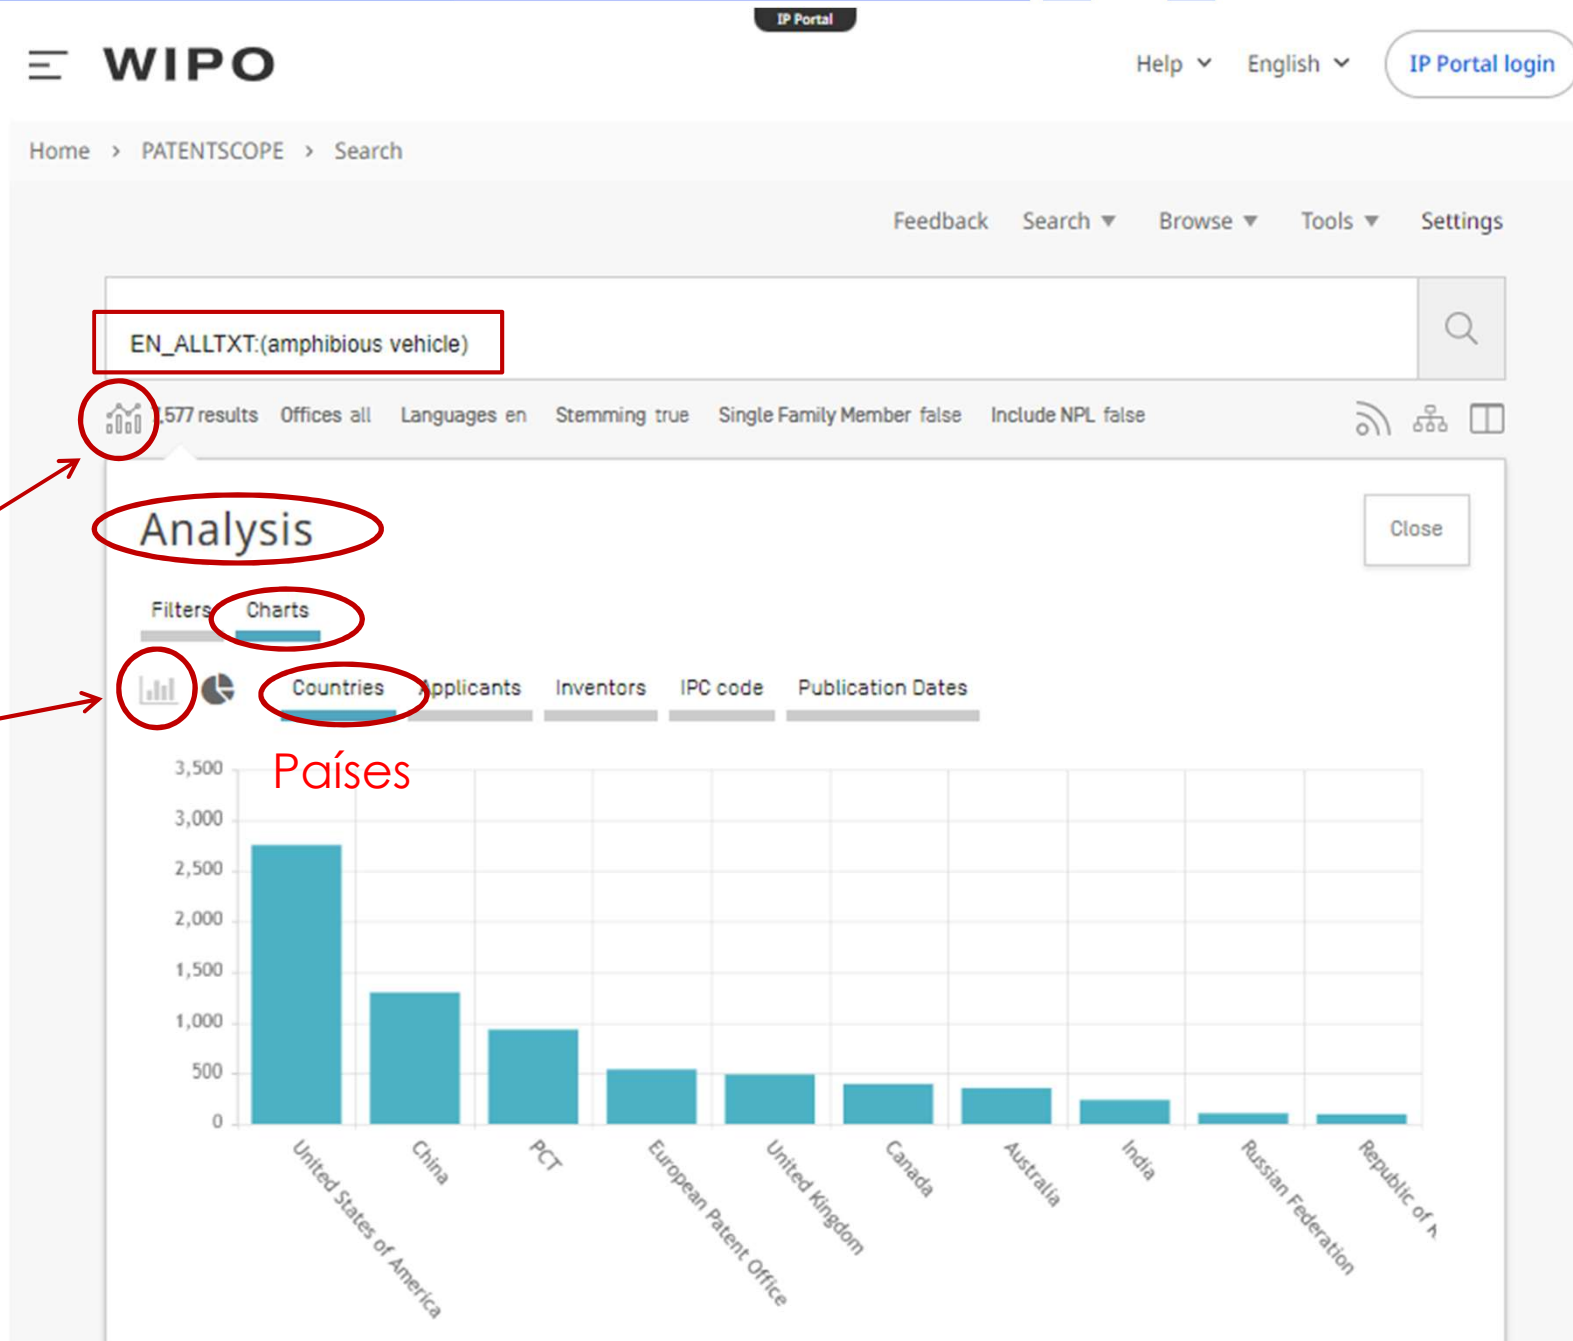 IP Portal
WIPO
Help
English
IP Portal login
Home > PATENTSCOPE > Search
Feedback Search Browse Tools Settings
EN_ALLTXT:(amphibious vehicle)
,577 results Offices all Languages en Stemming true Single Family Member false Include NPL false
Analysis
Close
Filters Charts
Countries Applicants Inventors IPC code Publication Dates
Países
3,500
3,000
2,500
2,000
1,500
1,000
500
0
United States of America
China
PCT
European Patent Office
United Kingdom
Canada
Australia
India
Russian Federation
Republic of